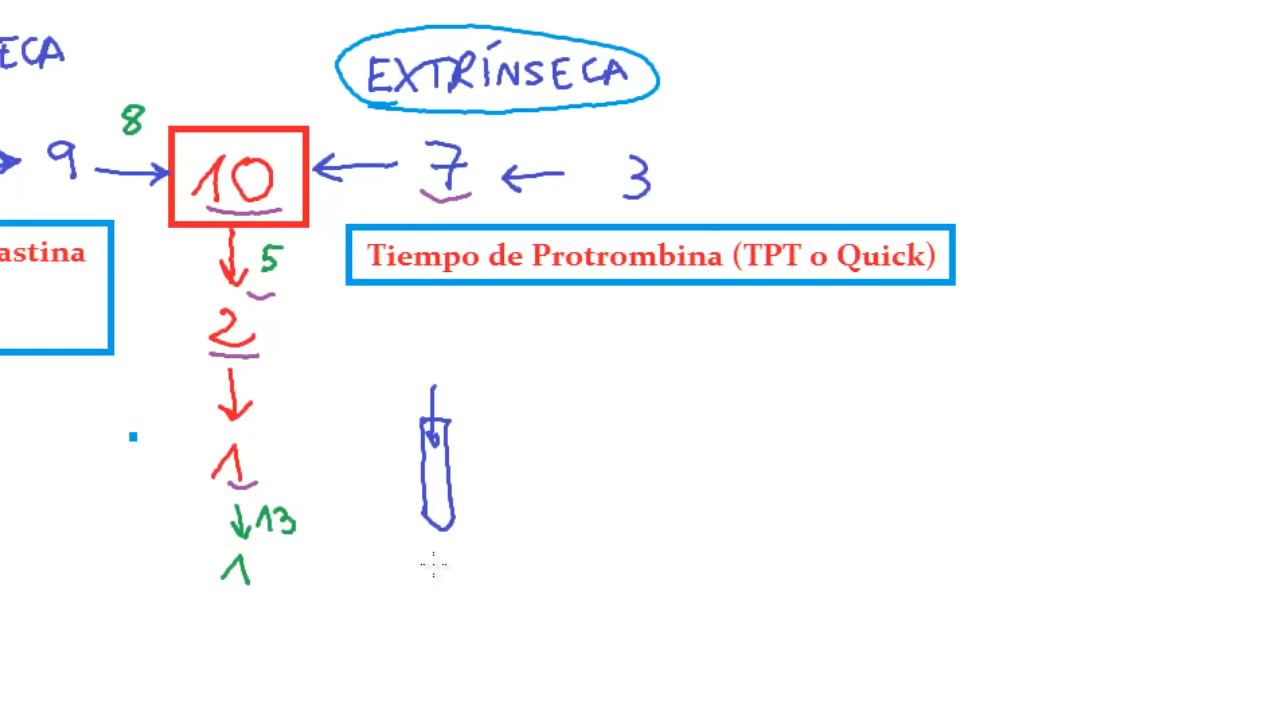 ECA
EXTRÍNSECA
8
9 10 7 3
astina
Tiempo de Protrombina (TPT o Quick)
5
2
1
13
1